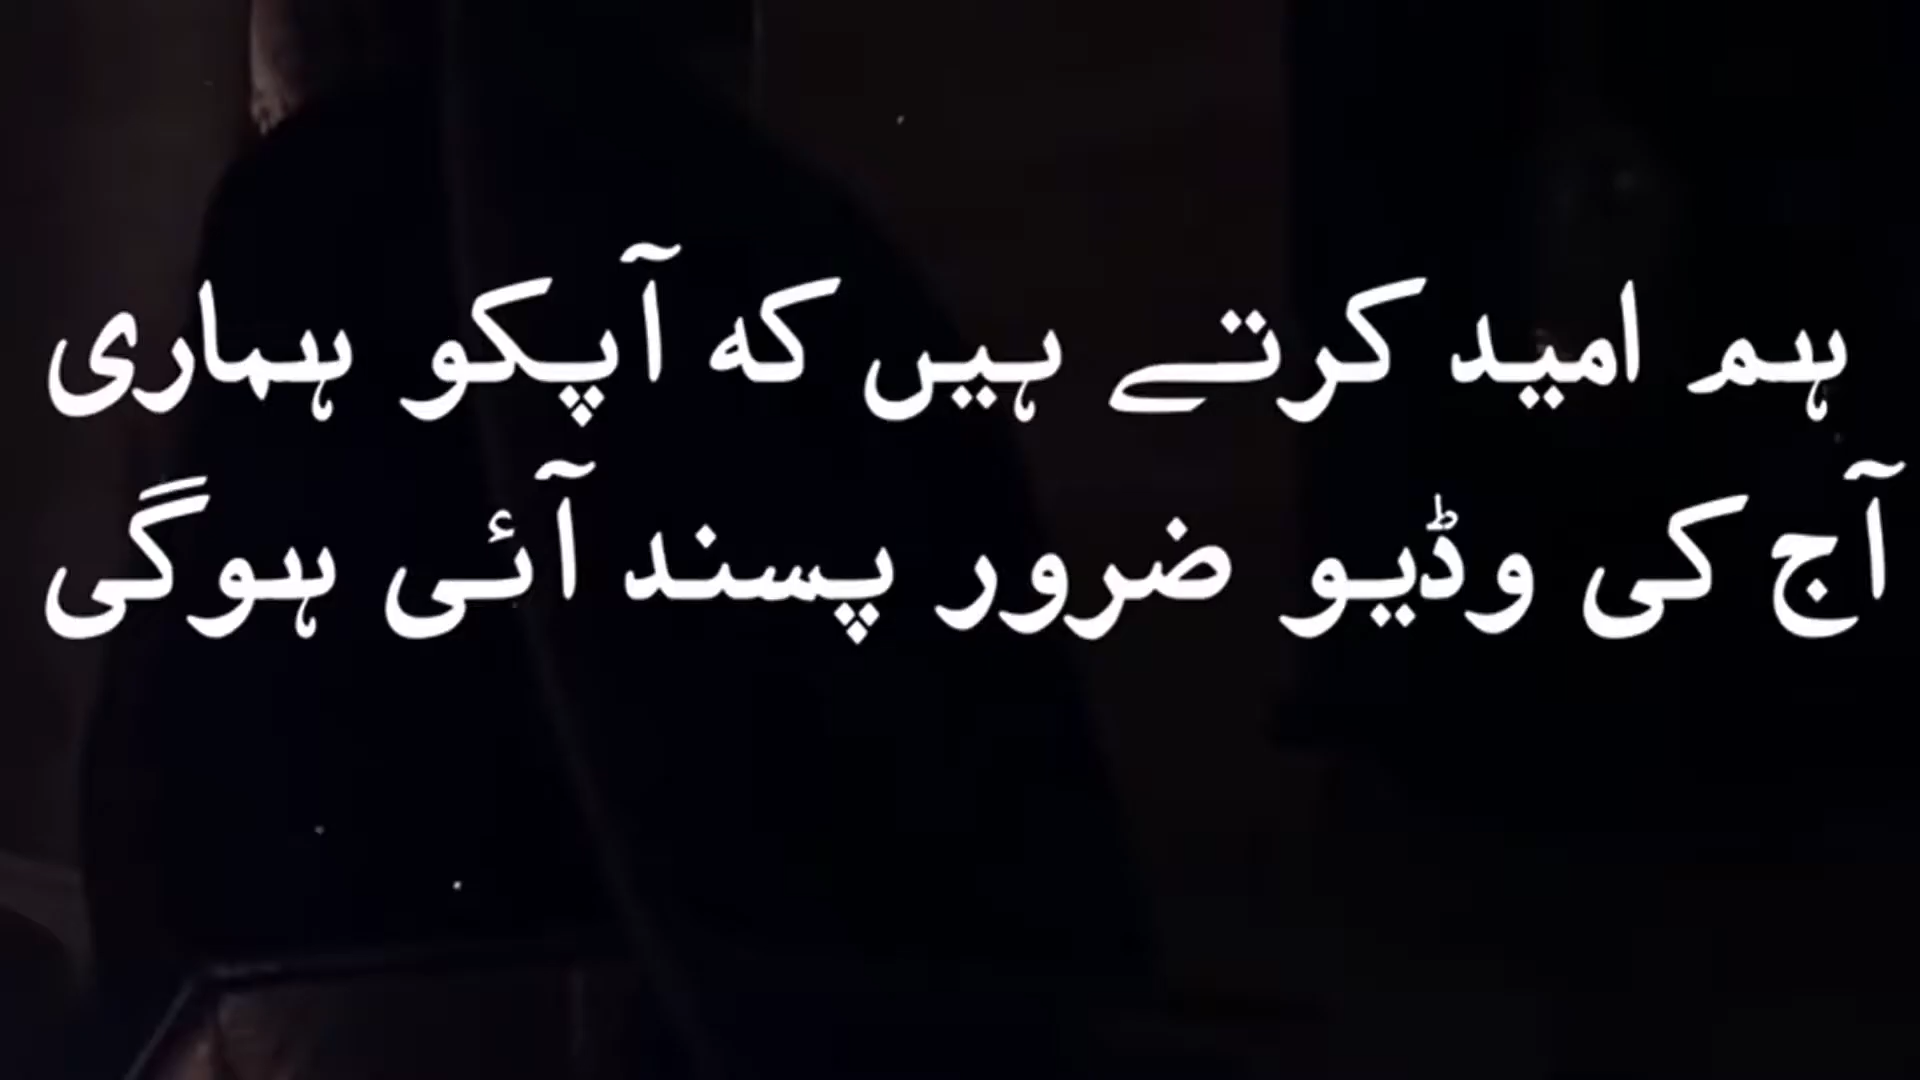 ہم امید کرتے ہیں کہ آپکو ہماری
آج کی وڈیو ضرور پسند آئی ہوگی